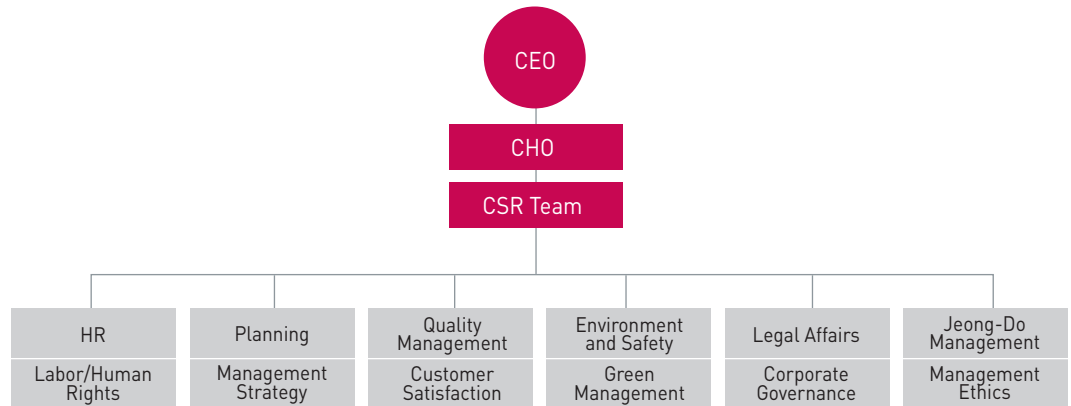 CEO
CHO
CSR Team
HR
Planning
Quality
Management
Environment
and Safety
Legal Affairs
Jeong-Do
Management
Labor/Human
Rights
Management
Strategy
Customer
Satisfaction
Green
Management
Corporate
Governance
Management
Ethics